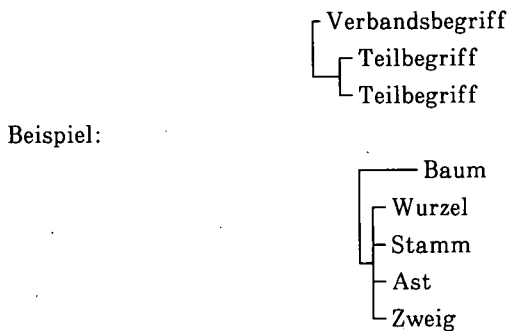 Verbandsbegriff
Teilbegriff
Teilbegriff
Beispiel:
Baum
Wurzel
Stamm
Ast
Zweig